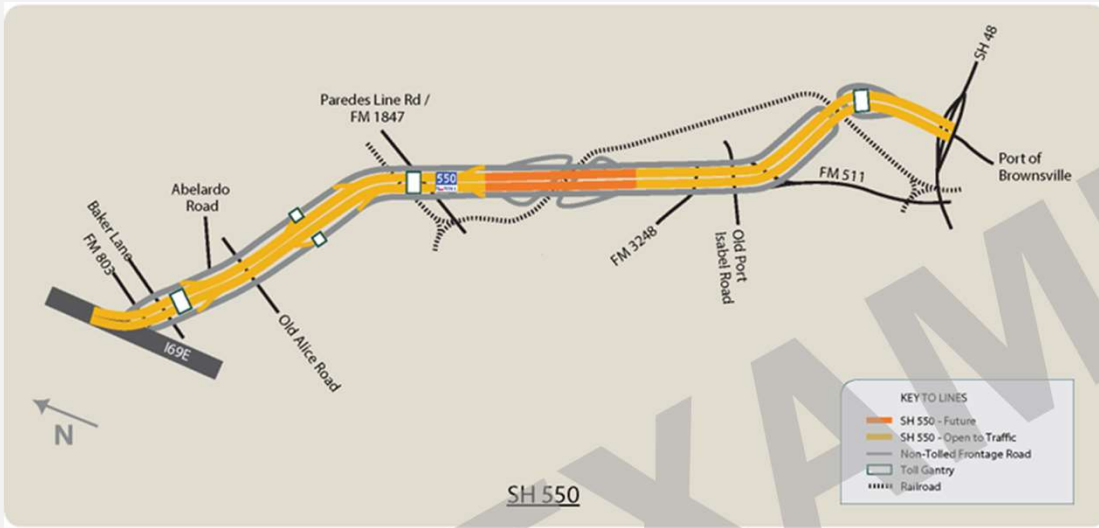 SH 48
Paredes Line Rd /
FM 1847
550
Port of
Brownsville
FM 511
Abelardo
Road
Baker Lane
FM 803
FM 3248
Old Port
Isabel Road
Old Alice Road
I69E
N
KEY TO LINES
SH 550 - Future
SH 550 - Open to Traffic
Non-Tolled Frontage Road
Toll Gantry
Railroad
SH 550